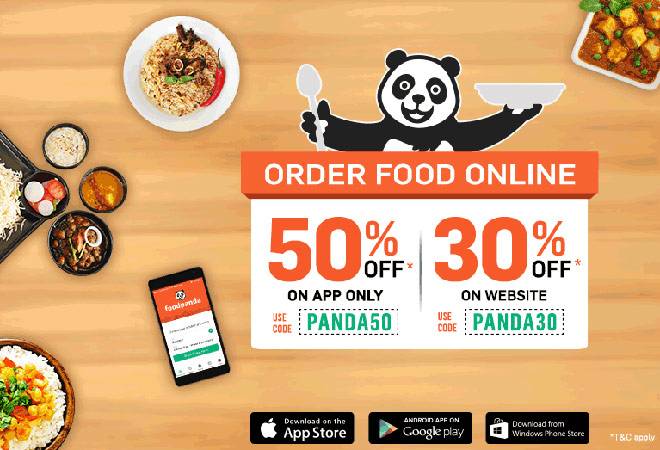 ORDER FOOD ONLINE
50% OFF*
ON APP ONLY
USE CODE PANDA50
30% OFF*
ON WEBSITE
USE CODE PANDA30
foodpanda
Download on the
App Store
ANDROID APP ON
Google play
Download from
Windows Phone Store
*T&C apply